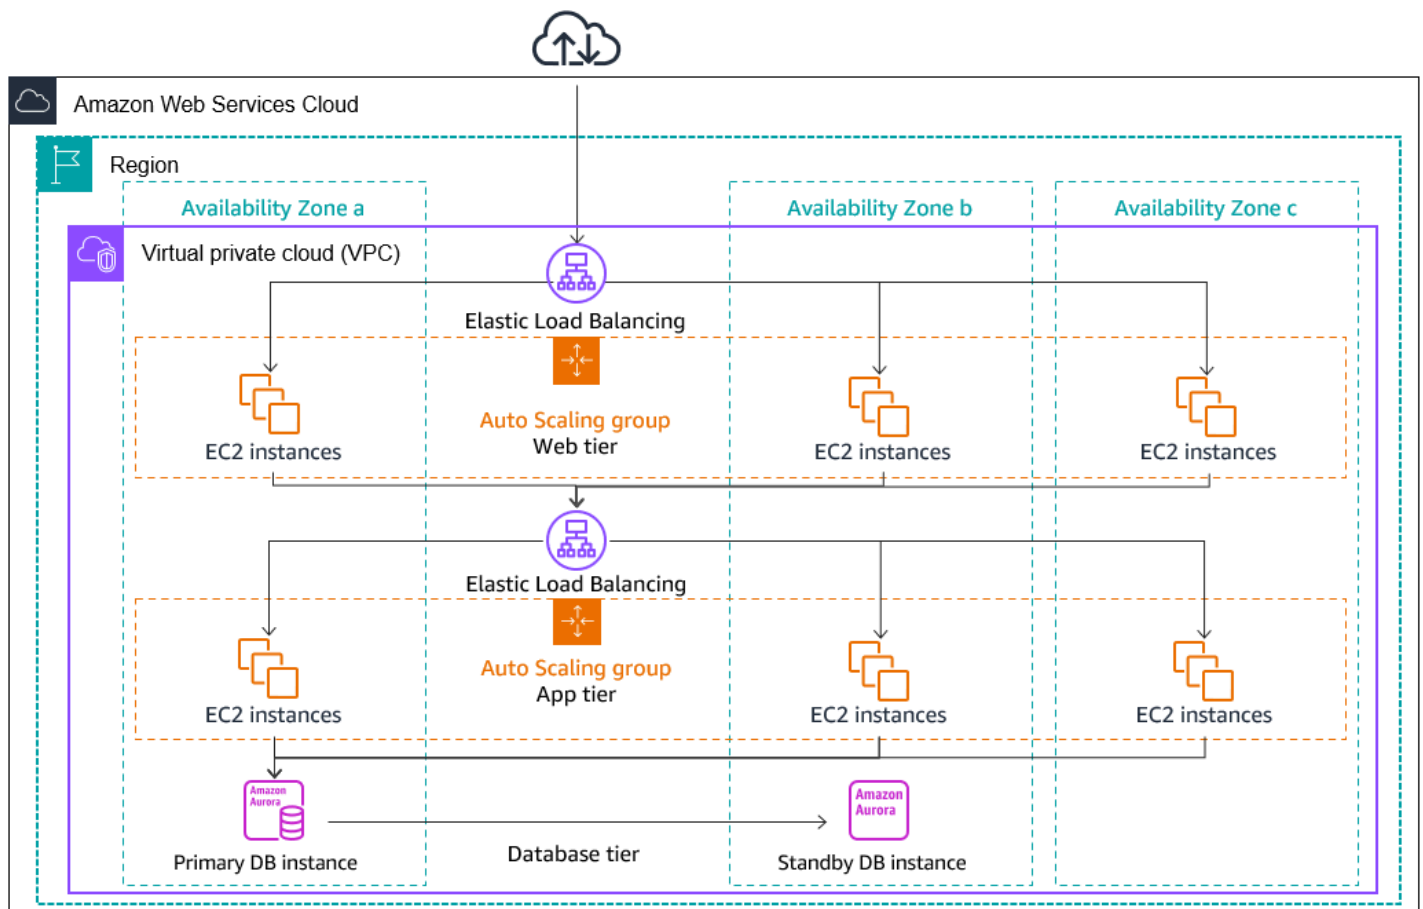 Amazon Web Services Cloud
Region
Availability Zone a
Availability Zone b
Availability Zone c
Virtual private cloud (VPC)
Elastic Load Balancing
Auto Scaling group
Web tier
EC2 instances
EC2 instances
EC2 instances
Elastic Load Balancing
Auto Scaling group
App tier
EC2 instances
EC2 instances
EC2 instances
Amazon
Aurora
Primary DB instance
Database tier
Amazon
Aurora
Standby DB instance